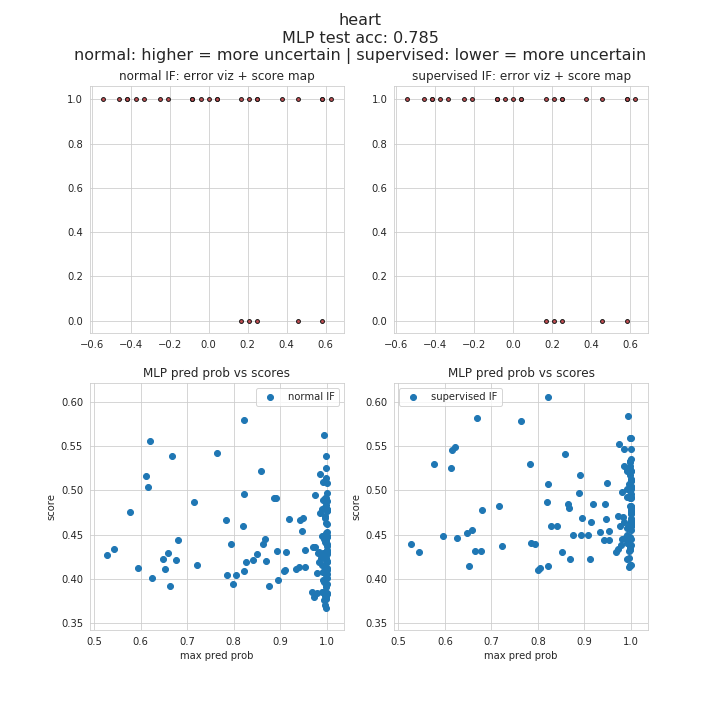 heart
MLP test acc: 0.785
normal: higher = more uncertain | supervised: lower = more uncertain
normal IF: error viz + score map
1.0
0.8
0.6
0.4
0.2
0.0
−0.6 −0.4 −0.2 0.0 0.2 0.4 0.6
supervised IF: error viz + score map
1.0
0.8
0.6
0.4
0.2
0.0
−0.6 −0.4 −0.2 0.0 0.2 0.4 0.6
MLP pred prob vs scores
normal IF
score
0.60
0.55
0.50
0.45
0.40
0.35
0.5 0.6 0.7 0.8 0.9 1.0
max pred prob
MLP pred prob vs scores
supervised IF
score
0.60
0.55
0.50
0.45
0.40
0.35
0.5 0.6 0.7 0.8 0.9 1.0
max pred prob